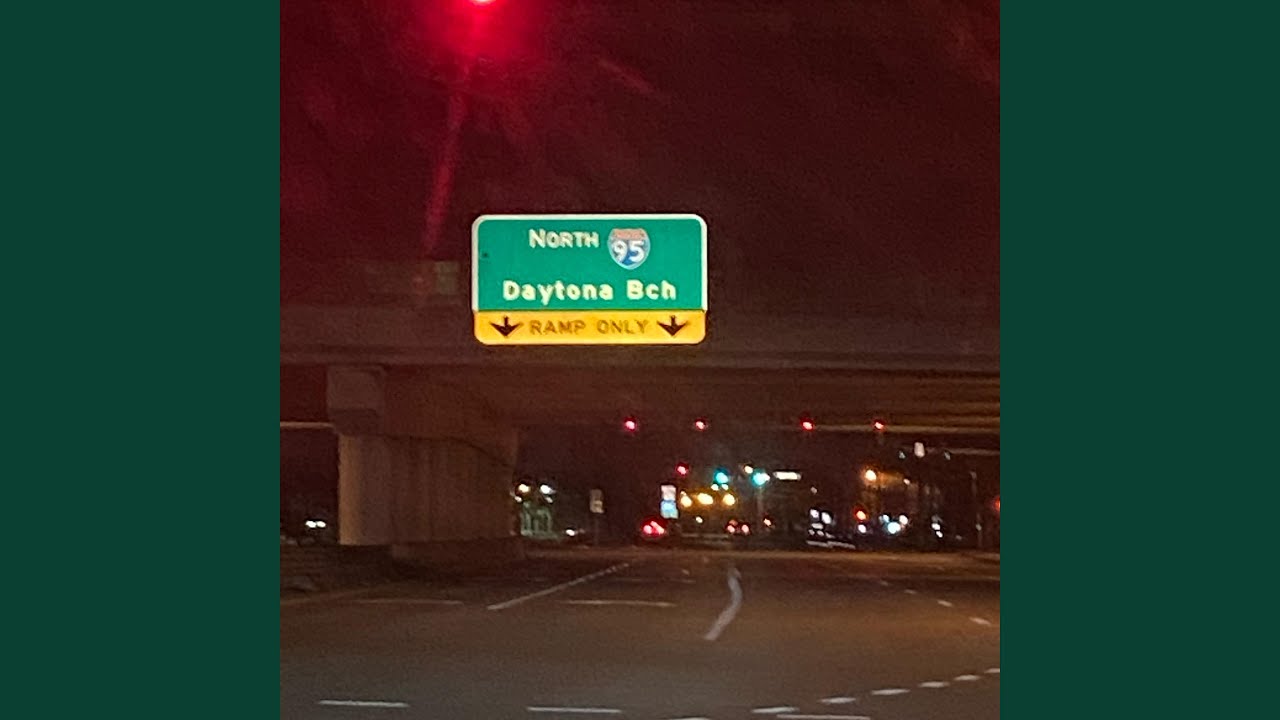 NORTH 95
Daytona Bch
RAMP ONLY